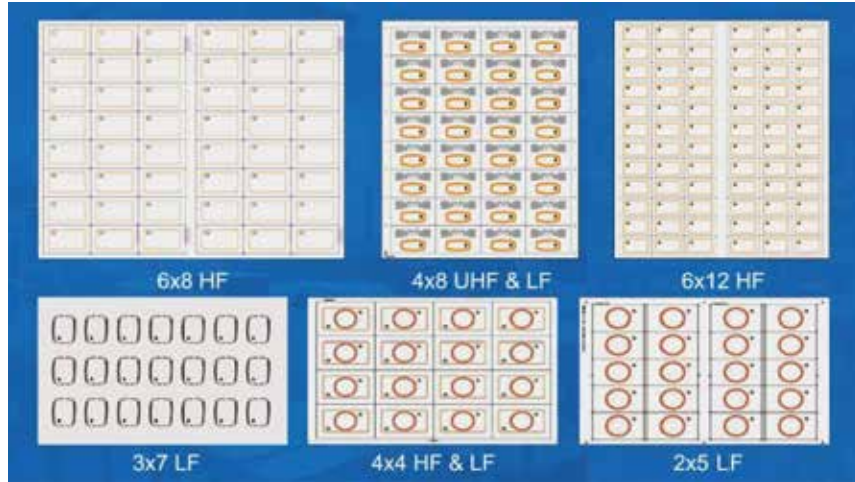 6x8 HF
4x8 UHF & LF
6x12 HF
3x7 LF
4x4 HF & LF
2x5 LF